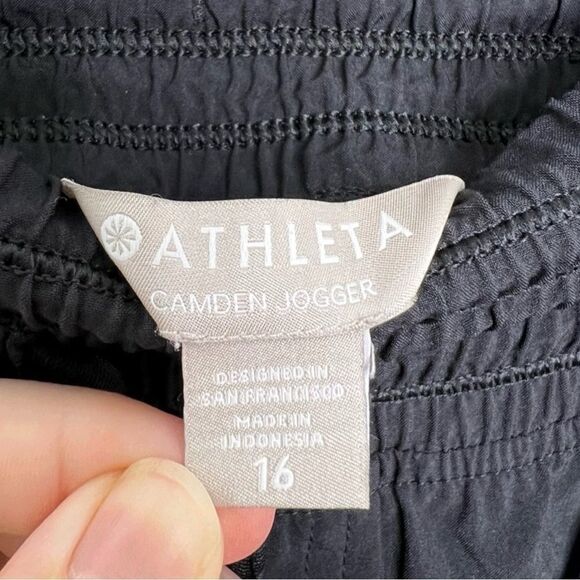 ATHLETA
CAMDEN JOGGER
DESIGNED IN
SAN FRANCISCO
MADE IN
INDONESIA
16